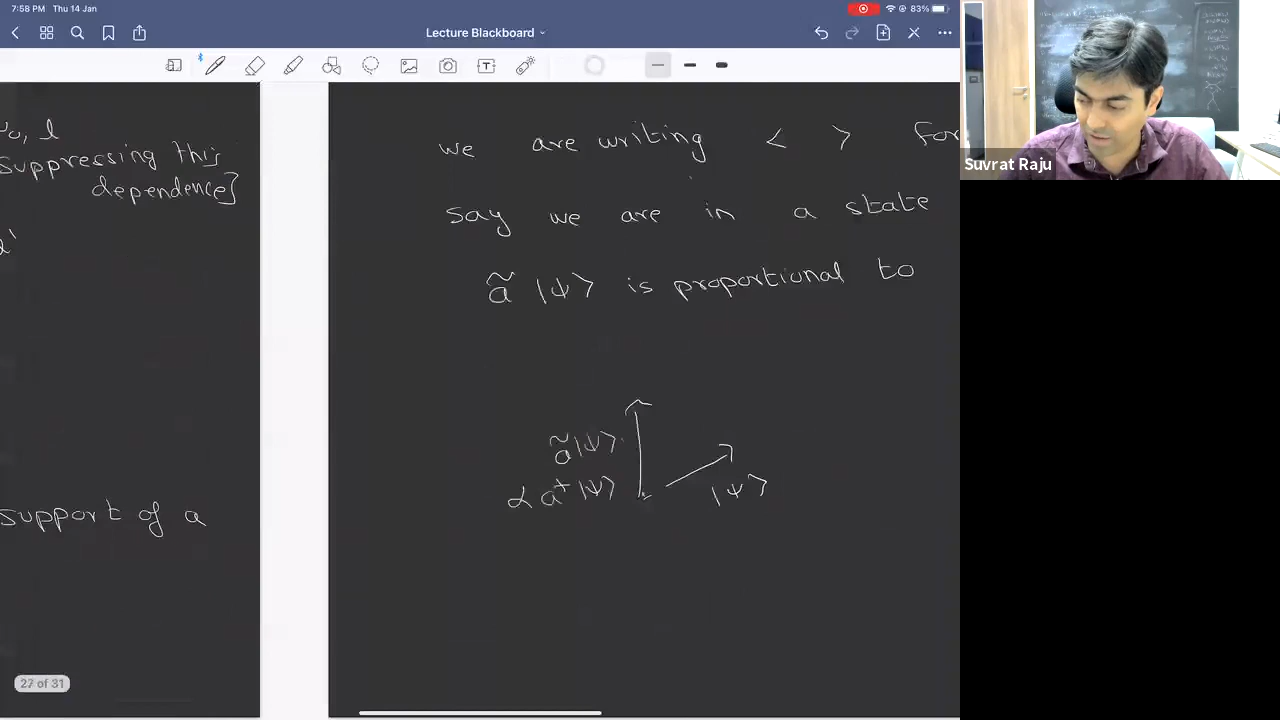 7:58 PM Thu 14 Jan
83%
Lecture Blackboard
Suvrat Raju
suppressing this
dependence]
support of a
we are writing < > for
say we are in a state
ã |ψ⟩ is proportional to
ã|ψ⟩
α a† |ψ⟩
|ψ⟩
27 of 31